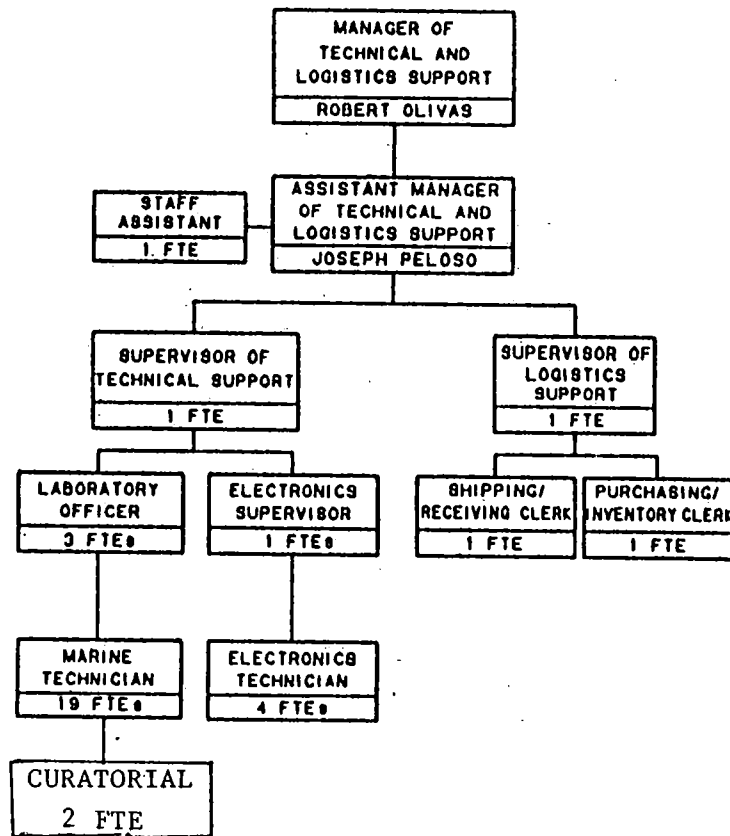 MANAGER OF
TECHNICAL AND
LOGISTICS SUPPORT
ROBERT OLIVAS
STAFF
ASSISTANT
1. FTE
ASSISTANT MANAGER
OF TECHNICAL AND
LOGISTICS SUPPORT
JOSEPH PELOSO
SUPERVISOR OF
TECHNICAL SUPPORT
1 FTE
SUPERVISOR OF
LOGISTICS
SUPPORT
1 FTE
LABORATORY
OFFICER
3 FTEs
ELECTRONICS
SUPERVISOR
1 FTEs
SHIPPING/
RECEIVING CLERK
1 FTE
PURCHASING/
INVENTORY CLERK
1 FTE
MARINE
TECHNICIAN
19 FTEs
ELECTRONICS
TECHNICIAN
4 FTEs
CURATORIAL
2 FTE